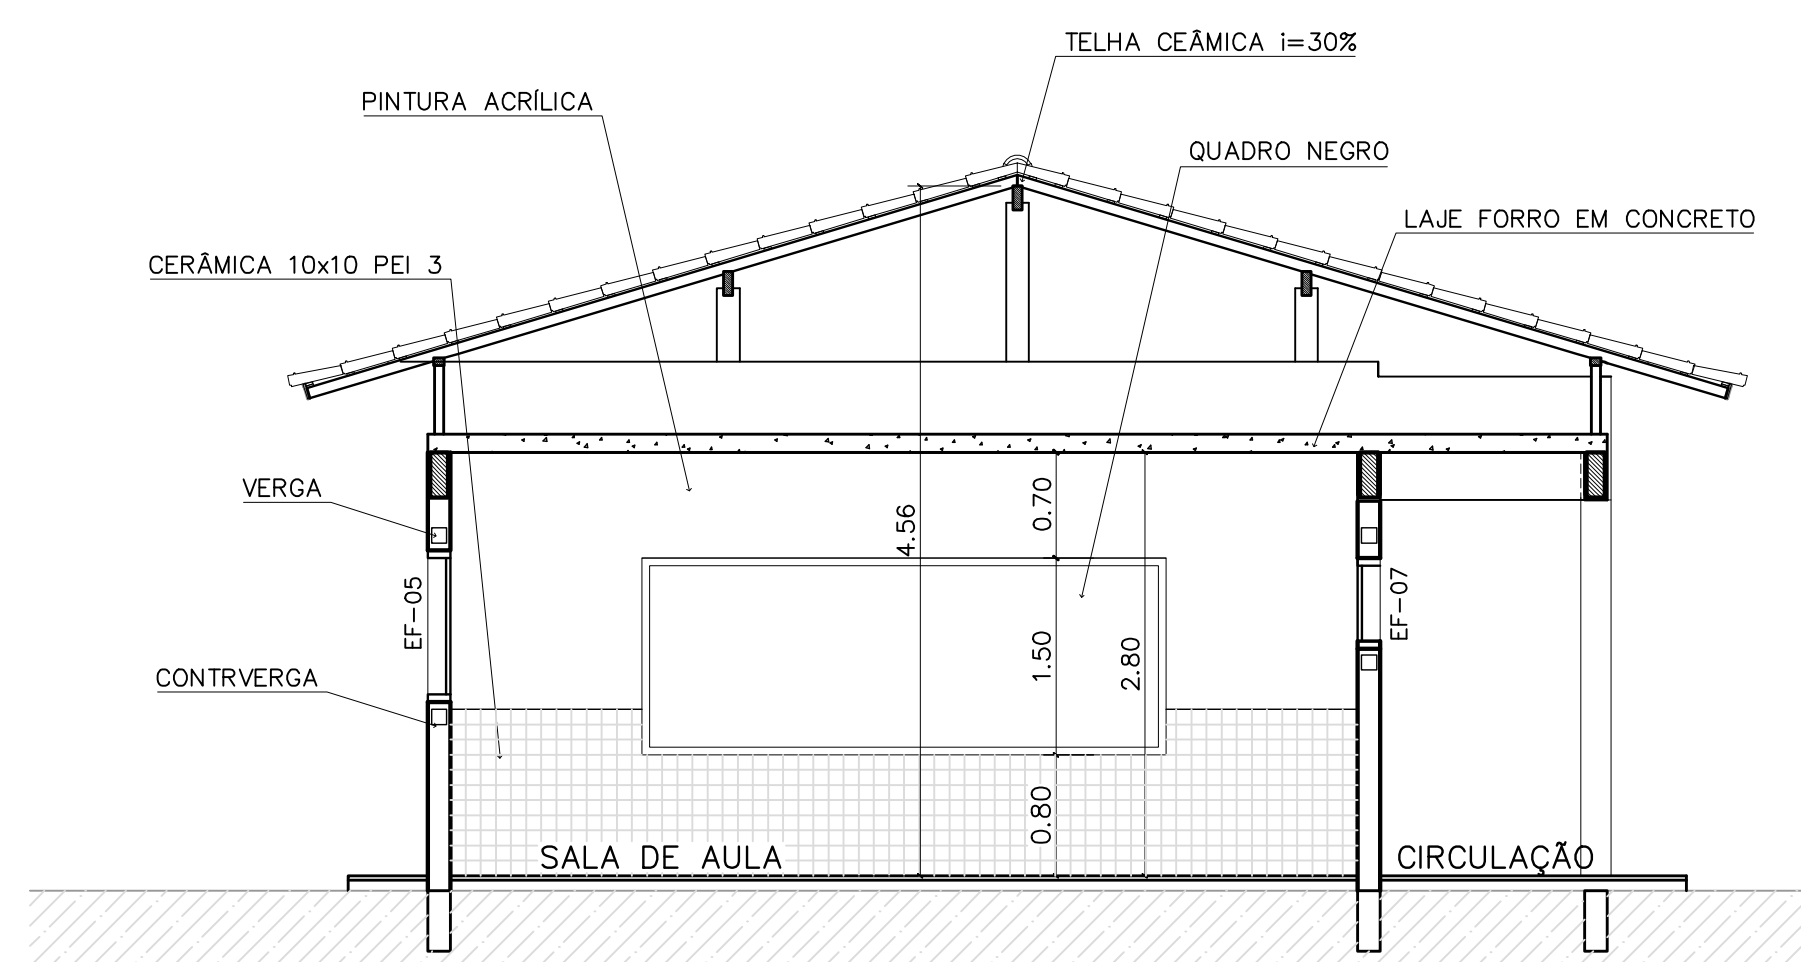 TELHA CEÂMICA i=30%
PINTURA ACRÍLICA
QUADRO NEGRO
LAJE FORRO EM CONCRETO
CERÂMICA 10x10 PEI 3
VERGA
4.56
0.70
EF-05
EF-07
1.50
2.80
CONTRVERGA
0.80
SALA DE AULA
CIRCULAÇÃO